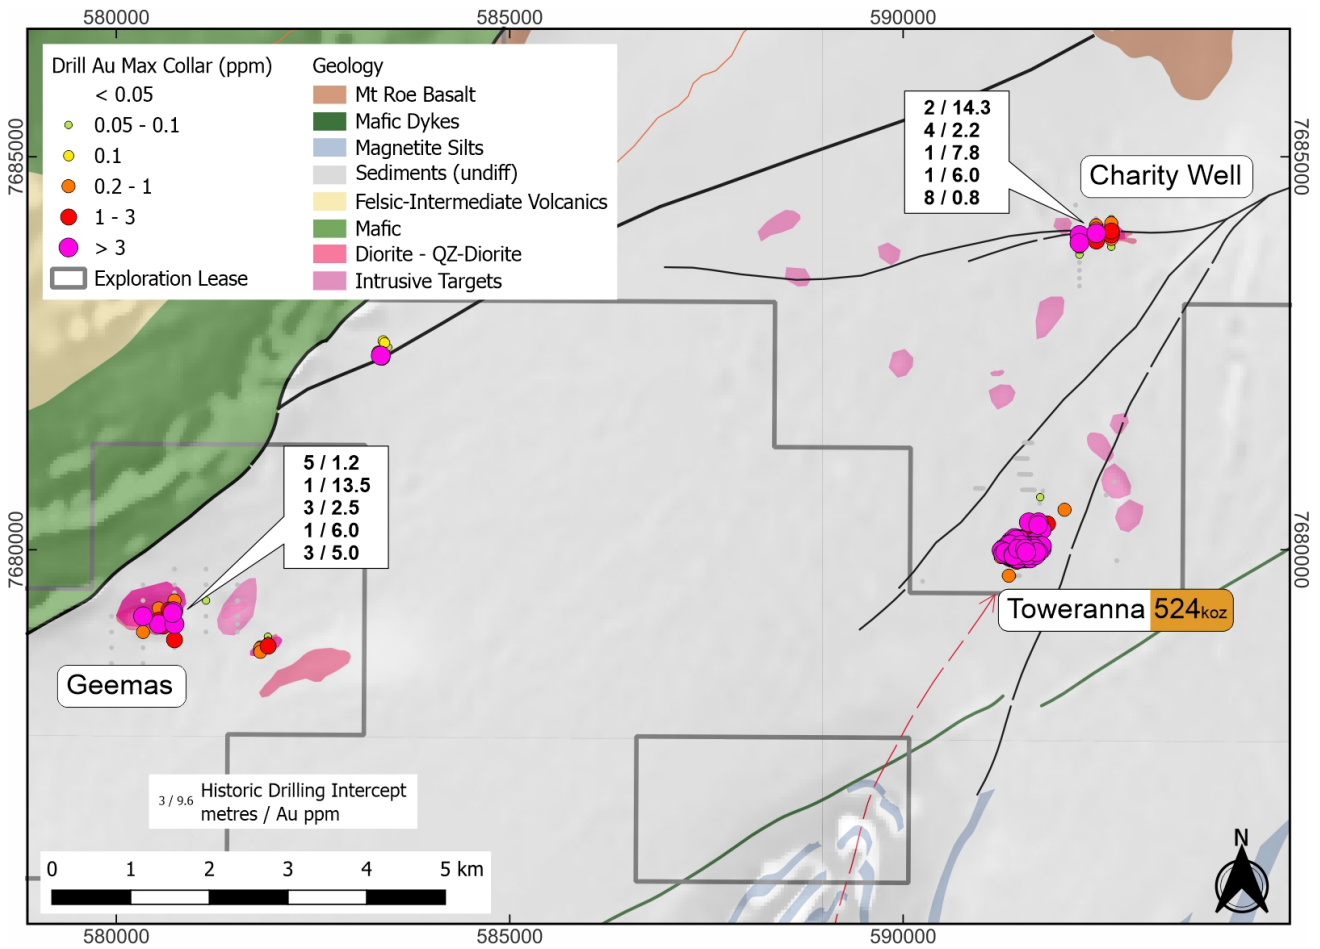 580000
585000
590000
Drill Au Max Collar (ppm)
< 0.05
0.05 - 0.1
0.1
0.2 - 1
1 - 3
> 3
Exploration Lease
Geology
Mt Roe Basalt
Mafic Dykes
Magnetite Silts
Sediments (undiff)
Felsic-Intermediate Volcanics
Mafic
Diorite - QZ-Diorite
Intrusive Targets
7685000
7685000
2 / 14.3
4 / 2.2
1 / 7.8
1 / 6.0
8 / 0.8
Charity Well
5 / 1.2
1 / 13.5
3 / 2.5
1 / 6.0
3 / 5.0
7680000
7680000
Toweranna 524koz
Geemas
3 / 9.6 Historic Drilling Intercept
metres / Au ppm
0 1 2 3 4 5 km
N
580000
585000
590000